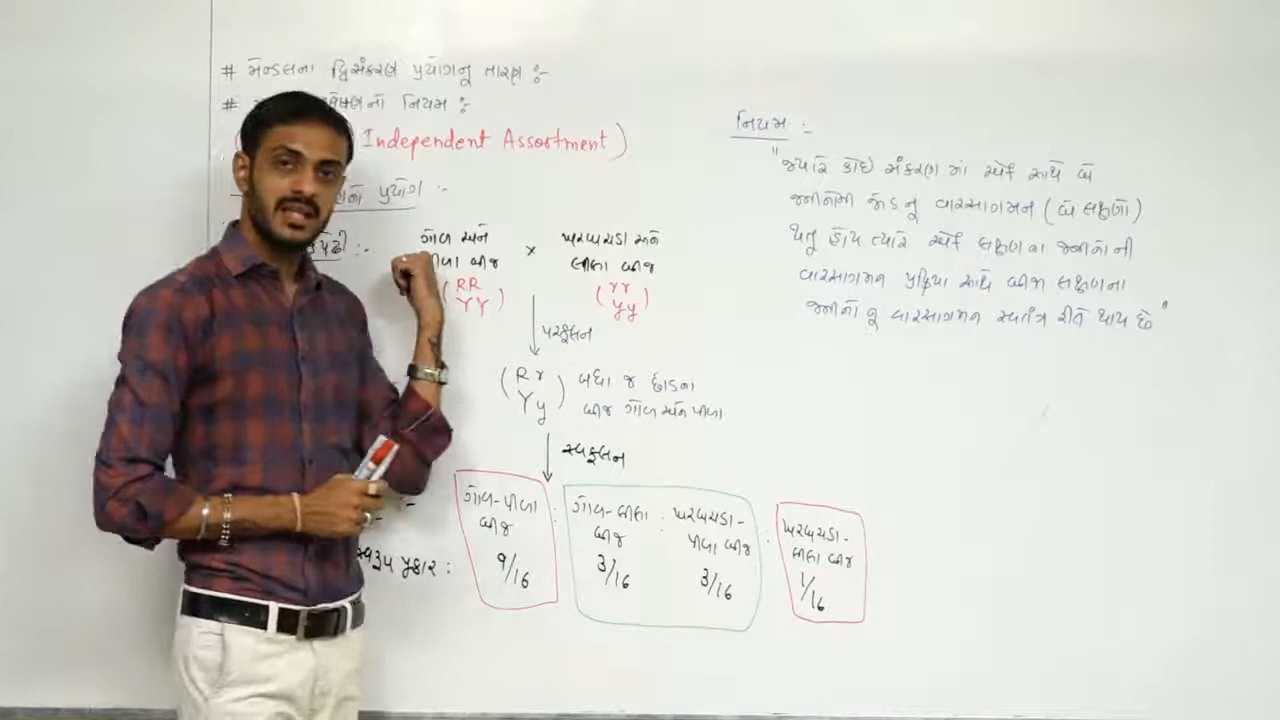 # મેન્ડલના દ્વિસંકરણ પ્રયોગનું તારણ :-
# નો નિયમ :-
Independent Assortment )
પ્રયોગ :-
ગોળ અને × ખરબચડા અને
પીળા બીજ લીલા બીજ
( RR YY ) ( rr yy )
પરફલન
( Rr Yy ) બધા જ છોડના
બીજ ગોળ અને પીળા
સ્વફલન
ગોળ-પીળા બીજ : ગોળ-લીલા બીજ : ખરબચડા-પીળા બીજ : ખરબચડા-લીલા બીજ
સ્વરૂપ પ્રકાર : 9/16 3/16 3/16 1/16
નિયમ :-
"જ્યારે કોઈ સંકરણ માં એક સાથે બે
જનીનોની જોડનું વારસાગમન (બે લક્ષણો)
થતું હોય ત્યારે એક લક્ષણના જનીનોની
વારસાગમન પ્રક્રિયા સાથે બીજા લક્ષણના
જનીનો નું વારસાગમન સ્વતંત્ર રીતે થાય છે"